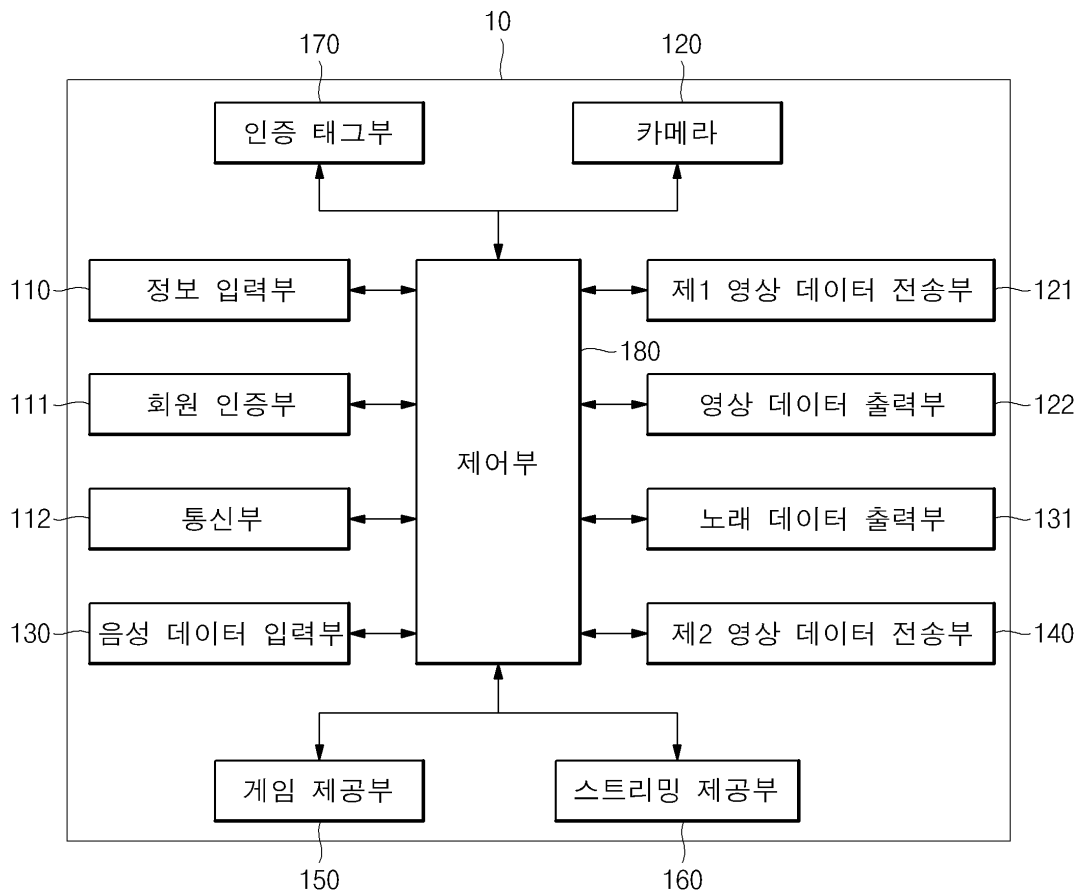 10
170
120
인증 태그부
카메라
110
정보 입력부
제1 영상 데이터 전송부
121
180
111
회원 인증부
영상 데이터 출력부
122
제어부
112
통신부
노래 데이터 출력부
131
130
음성 데이터 입력부
제2 영상 데이터 전송부
140
게임 제공부
스트리밍 제공부
150
160